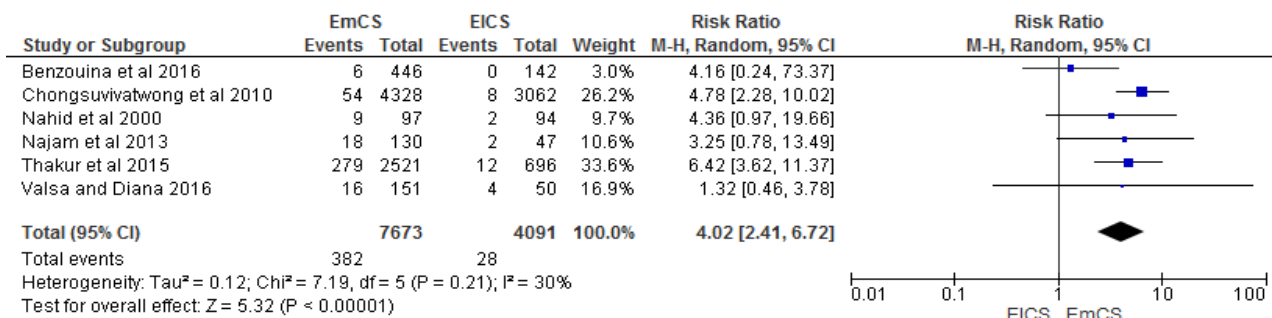 EmCS EICS Risk Ratio Risk Ratio
Study or Subgroup Events Total Events Total Weight M-H, Random, 95% CI M-H, Random, 95% CI
Benzouina et al 2016 6 446 0 142 3.0% 4.16 [0.24, 73.37]
Chongsuvivatwong et al 2010 54 4328 8 3062 26.2% 4.78 [2.28, 10.02]
Nahid et al 2000 9 97 2 94 9.7% 4.36 [0.97, 19.66]
Najam et al 2013 18 130 2 47 10.6% 3.25 [0.78, 13.49]
Thakur et al 2015 279 2521 12 696 33.6% 6.42 [3.62, 11.37]
Valsa and Diana 2016 16 151 4 50 16.9% 1.32 [0.46, 3.78]
Total (95% CI) 7673 4091 100.0% 4.02 [2.41, 6.72]
Total events 382 28
Heterogeneity: Tau² = 0.12; Chi² = 7.19, df = 5 (P = 0.21); I² = 30%
Test for overall effect: Z = 5.32 (P < 0.00001)
0.01 0.1 1 10 100
EICS EmCS